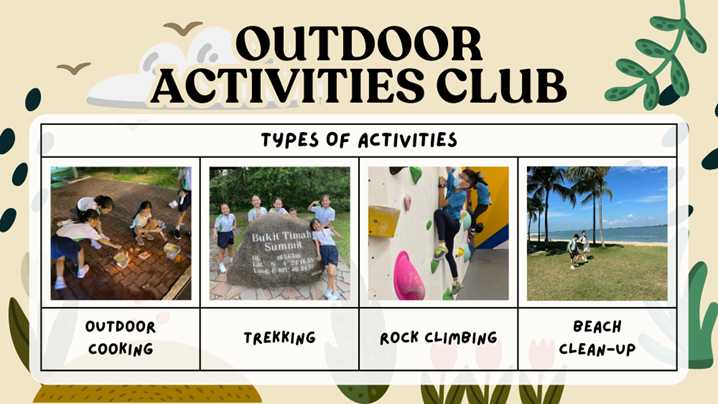 OUTDOOR
ACTIVITIES CLUB
TYPES OF ACTIVITIES
Bukit Timah
Summit
OUTDOOR
COOKING
TREKKING
ROCK CLIMBING
BEACH
CLEAN-UP